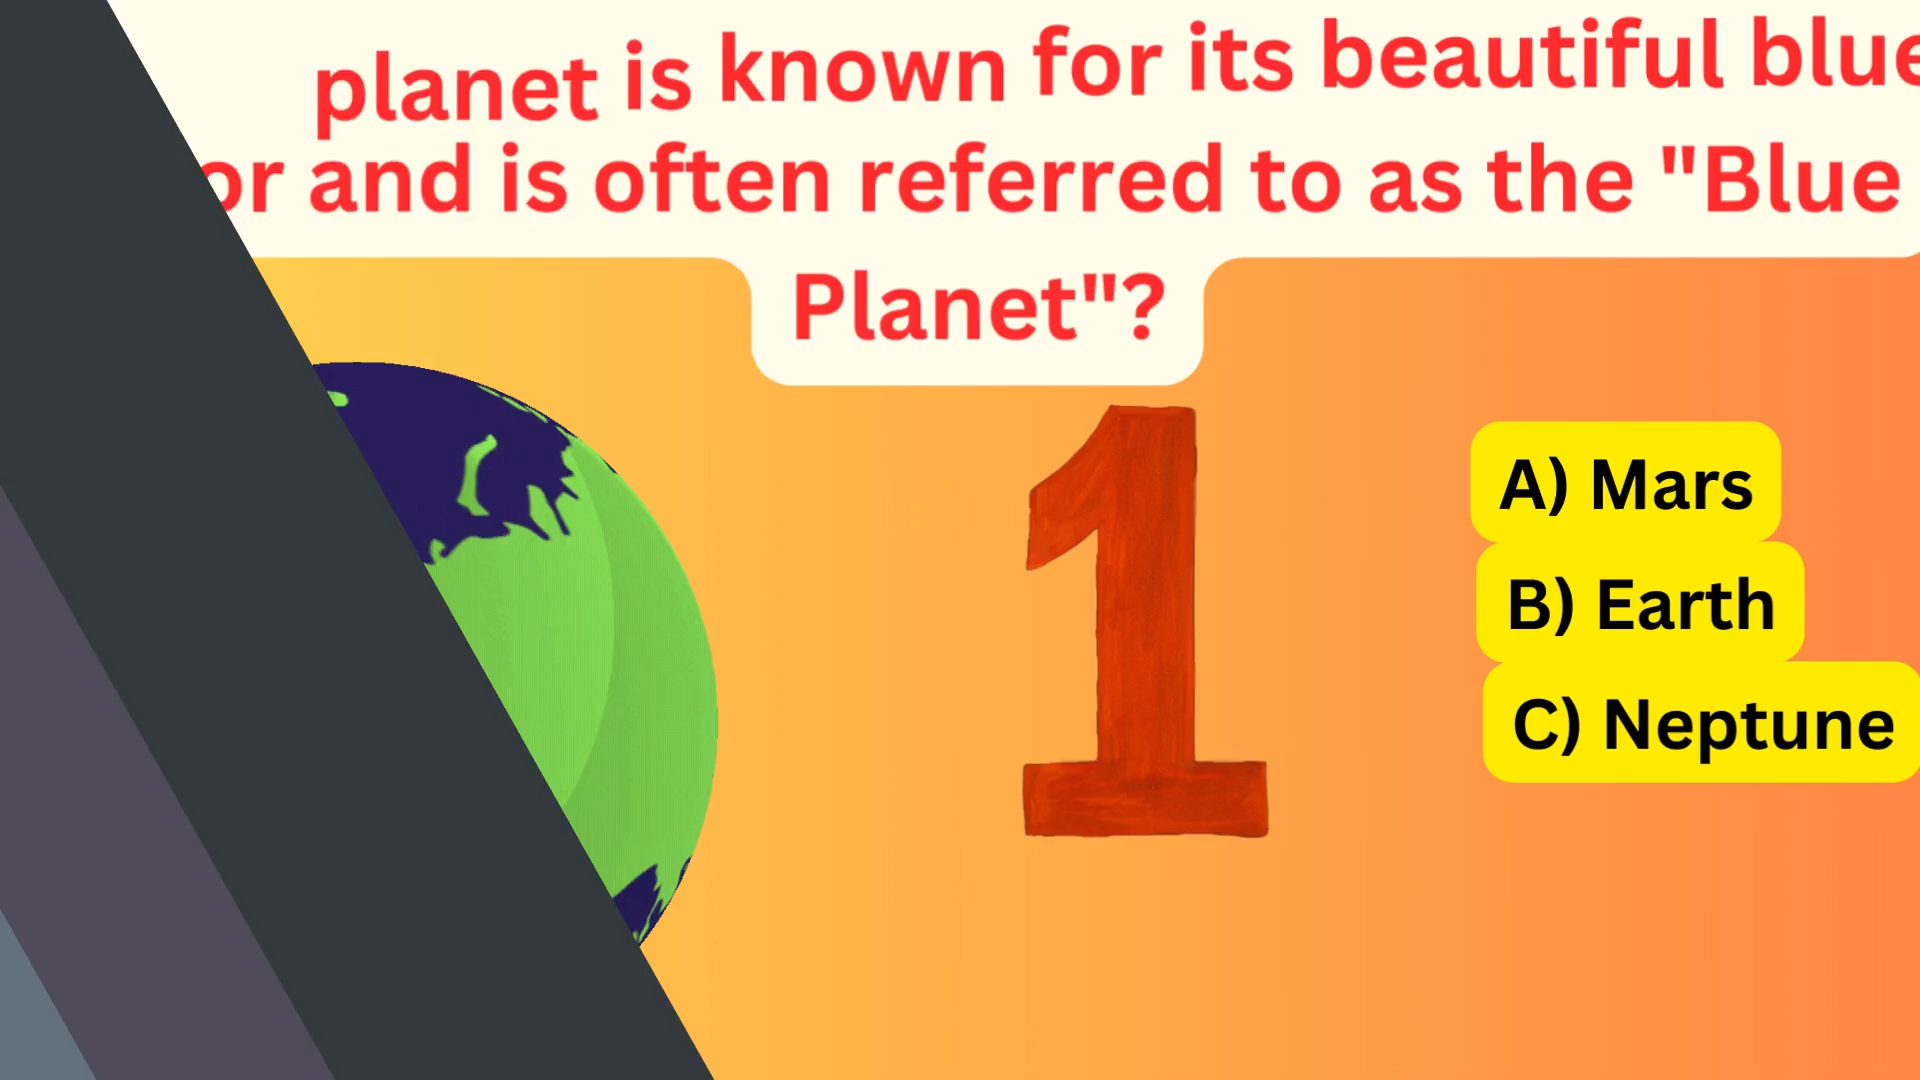 planet is known for its beautiful blue
or and is often referred to as the "Blue
Planet"?
1
A) Mars
B) Earth
C) Neptune